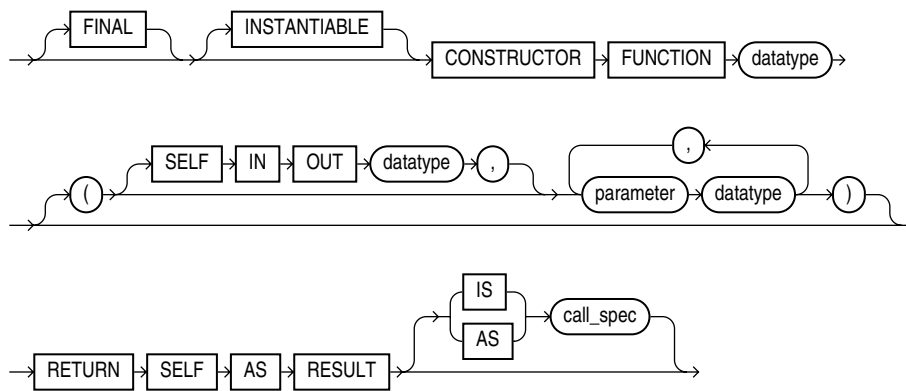 FINAL INSTANTIABLE
CONSTRUCTOR FUNCTION datatype
,
( SELF IN OUT datatype , parameter datatype )
IS
RETURN SELF AS RESULT AS call_spec